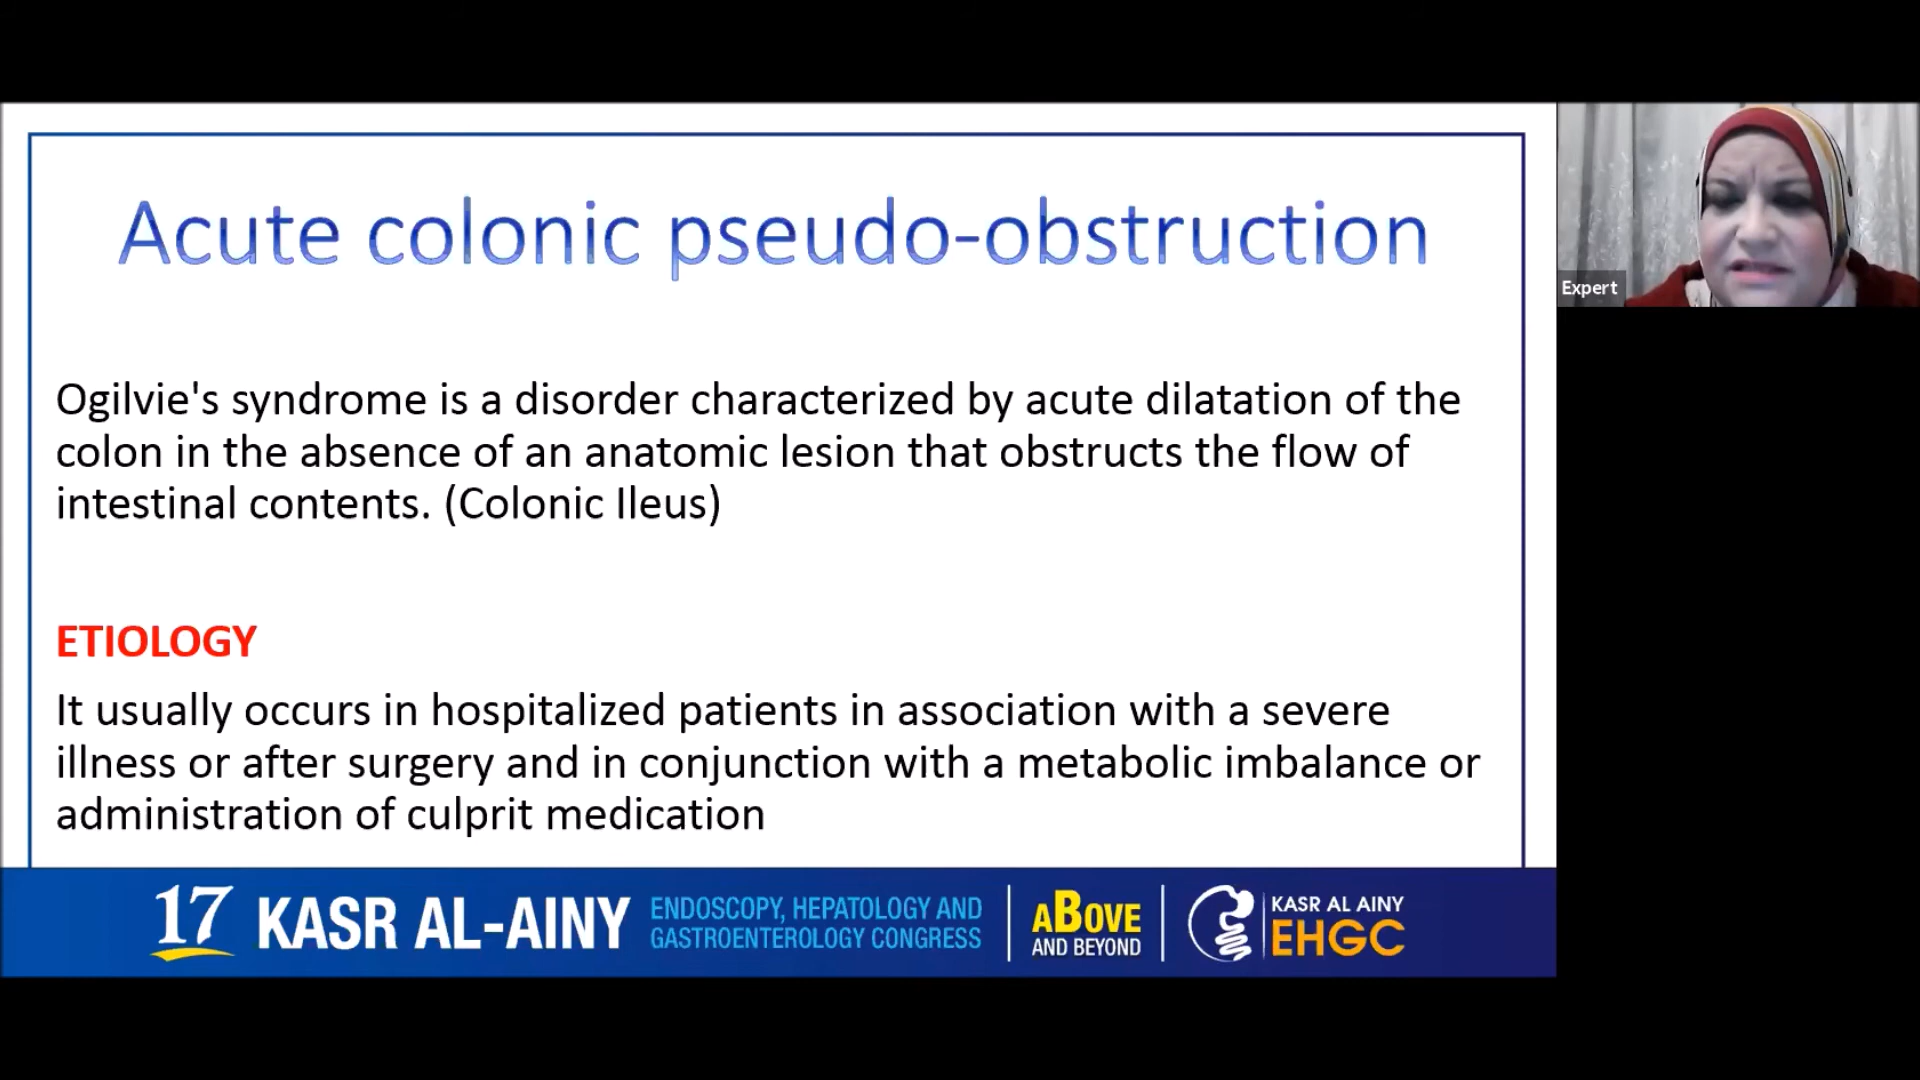 Acute colonic pseudo-obstruction
Expert
Ogilvie's syndrome is a disorder characterized by acute dilatation of the
colon in the absence of an anatomic lesion that obstructs the flow of
intestinal contents. (Colonic Ileus)
ETIOLOGY
It usually occurs in hospitalized patients in association with a severe
illness or after surgery and in conjunction with a metabolic imbalance or
administration of culprit medication
17 KASR AL-AINY
ENDOSCOPY, HEPATOLOGY AND
GASTROENTEROLOGY CONGRESS
ABOVE
AND BEYOND
KASR AL AINY
EHGC